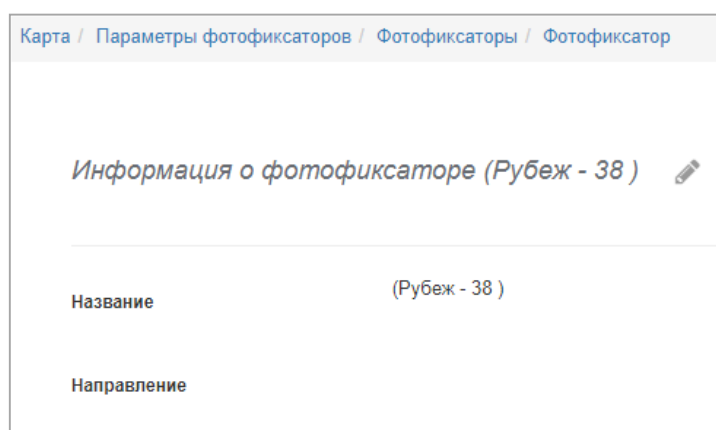 Карта / Параметры фотофиксаторов / Фотофиксаторы / Фотофиксатор
Информация о фотофиксаторе (Рубеж - 38 )
Название (Рубеж - 38 )
Направление